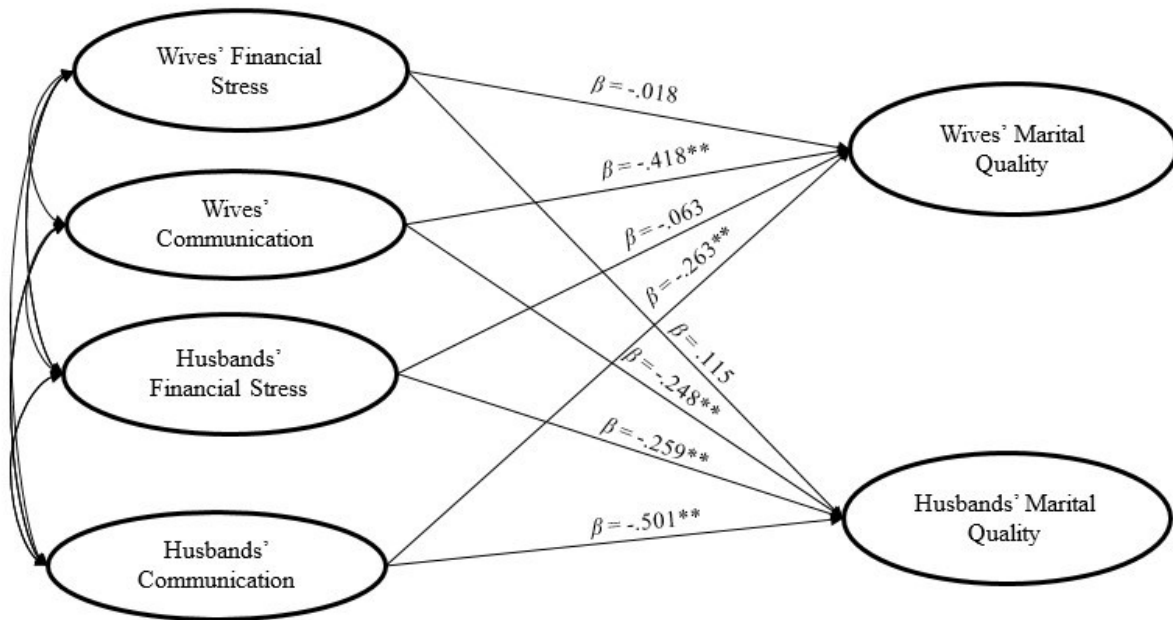 Wives’ Financial
Stress
Wives’
Communication
Husbands’
Financial Stress
Husbands’
Communication
β = -.018
β = -.418**
β = -.063
β = -.263**
β = .115
β = -.248**
β = -.259**
β = -.501**
Wives’ Marital
Quality
Husbands’ Marital
Quality